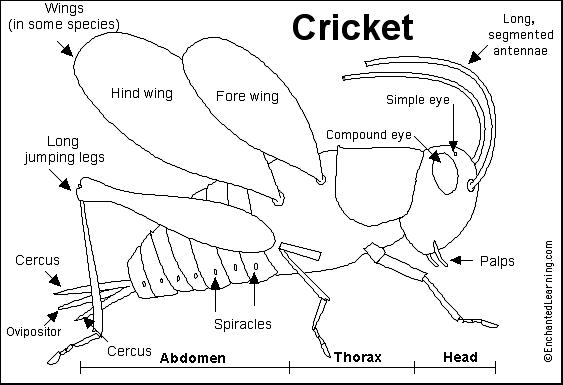 Wings
(in some species)
Cricket
Long,
segmented
antennae
Hind wing
Fore wing
Simple eye
Compound eye
Long
jumping legs
Cercus
Palps
Ovipositor
Cercus
Spiracles
Abdomen
Thorax
Head
©EnchantedLearning.com